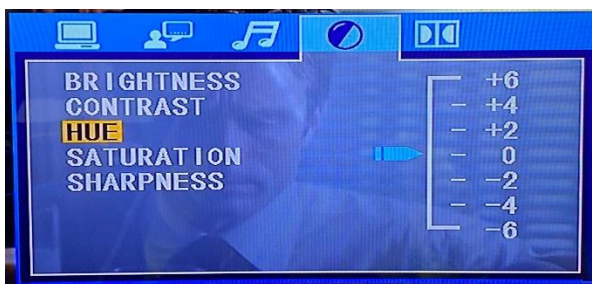 BRIGHTNESS
CONTRAST
HUE
SATURATION
SHARPNESS
+6
+4
+2
0
-2
-4
-6